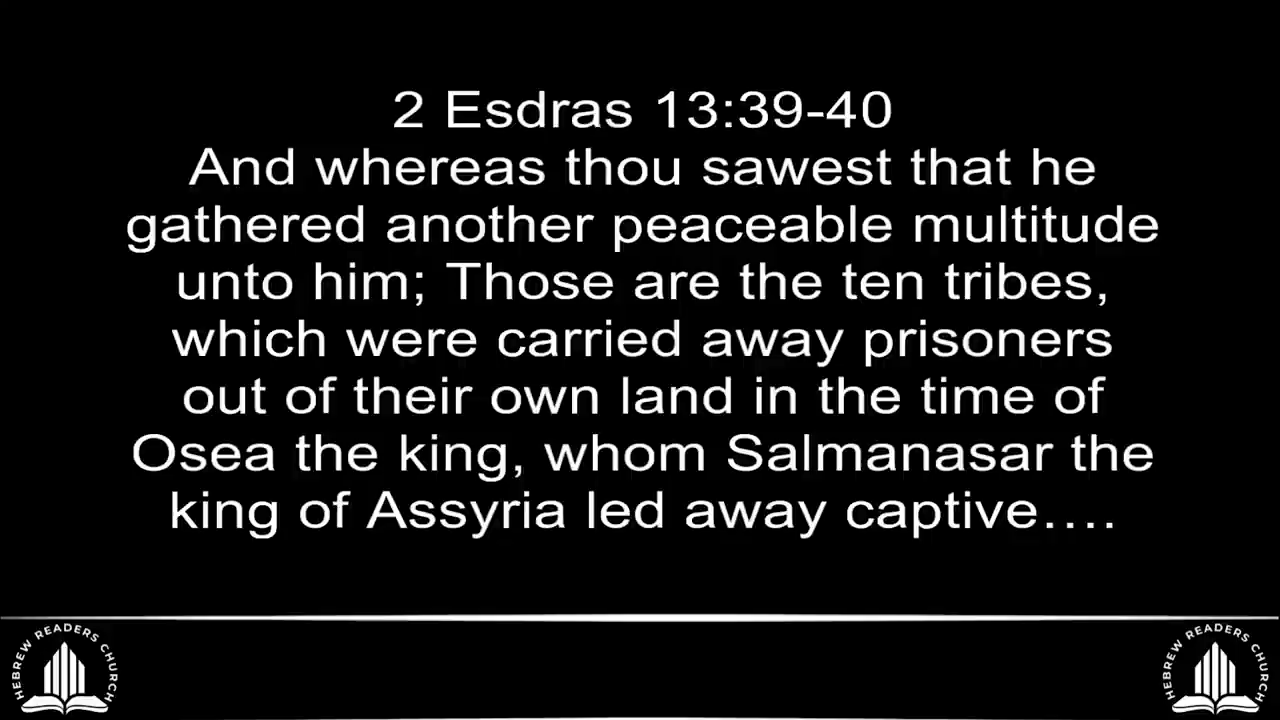 2 Esdras 13:39-40
And whereas thou sawest that he
gathered another peaceable multitude
unto him; Those are the ten tribes,
which were carried away prisoners
out of their own land in the time of
Osea the king, whom Salmanasar the
king of Assyria led away captive....
HEBREW READERS CHURCH
HEBREW READERS CHURCH